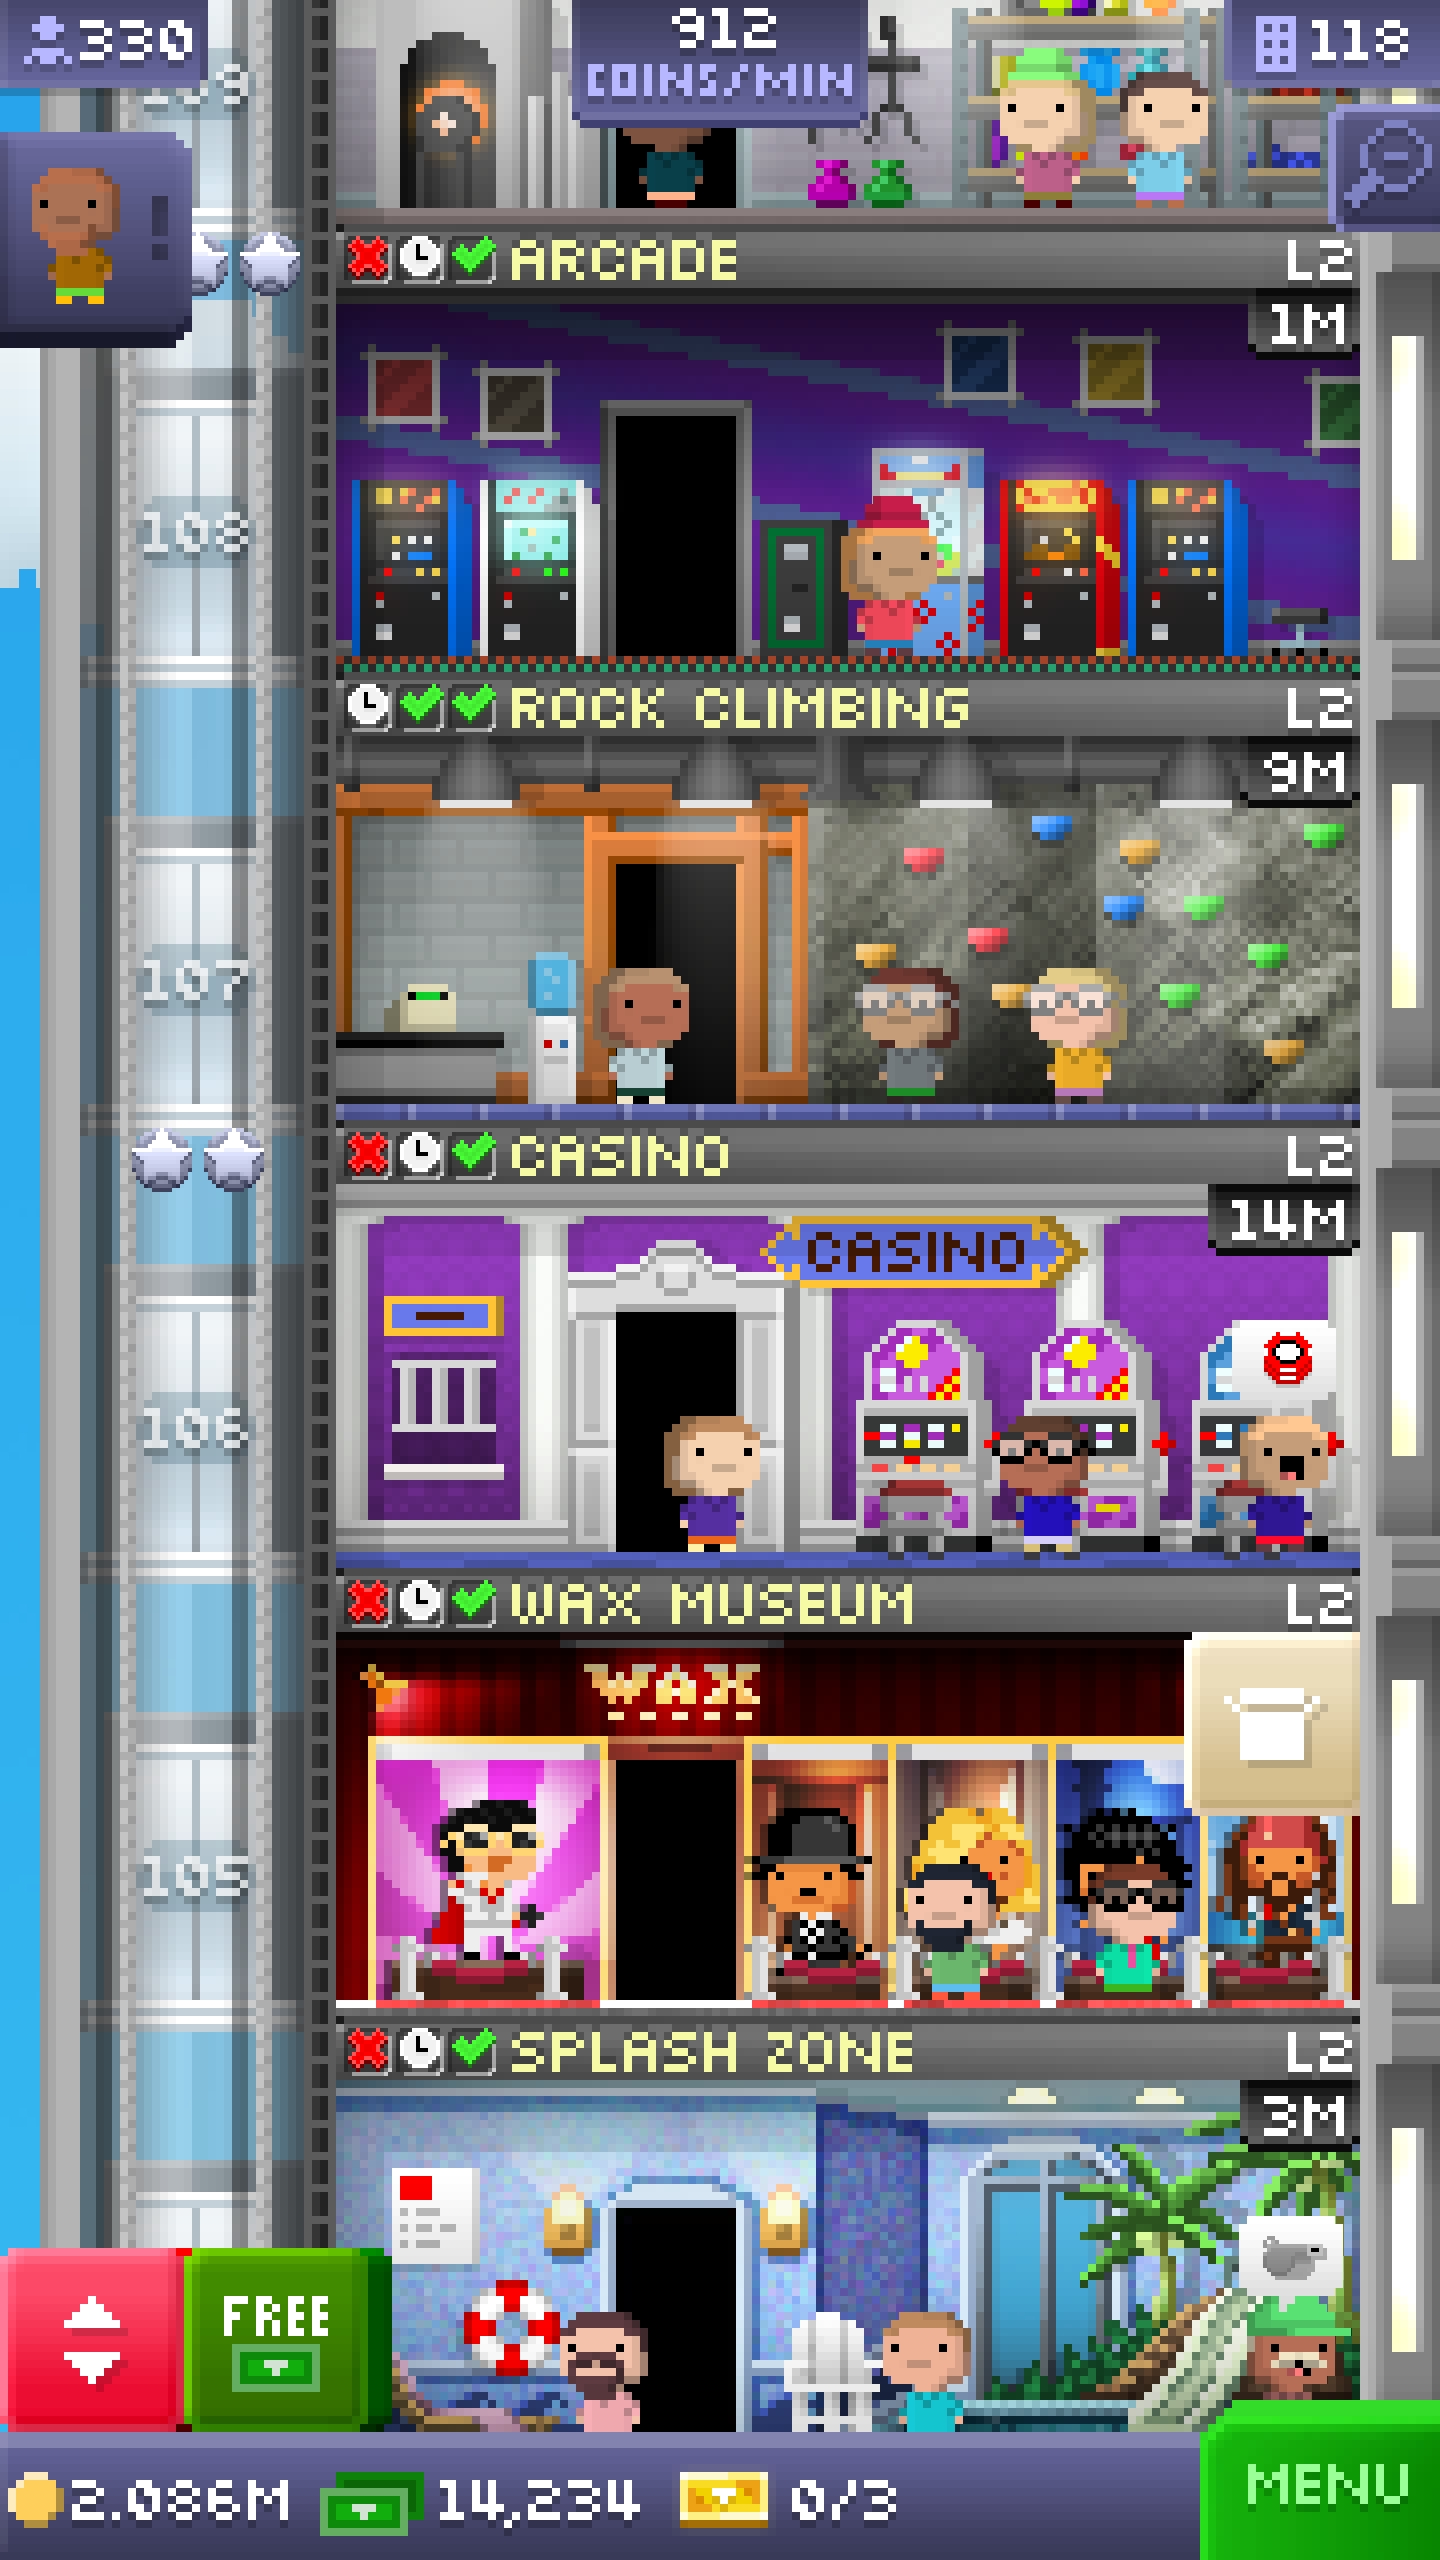 330
912
COINS/MIN
118
109
ARCADE
L2
1M
108
ROCK CLIMBING
L2
9M
107
CASINO
L2
14M
CASINO
106
WAX MUSEUM
L2
WAX
105
SPLASH ZONE
L2
3M
FREE
2.086M
14,234
0/3
MENU